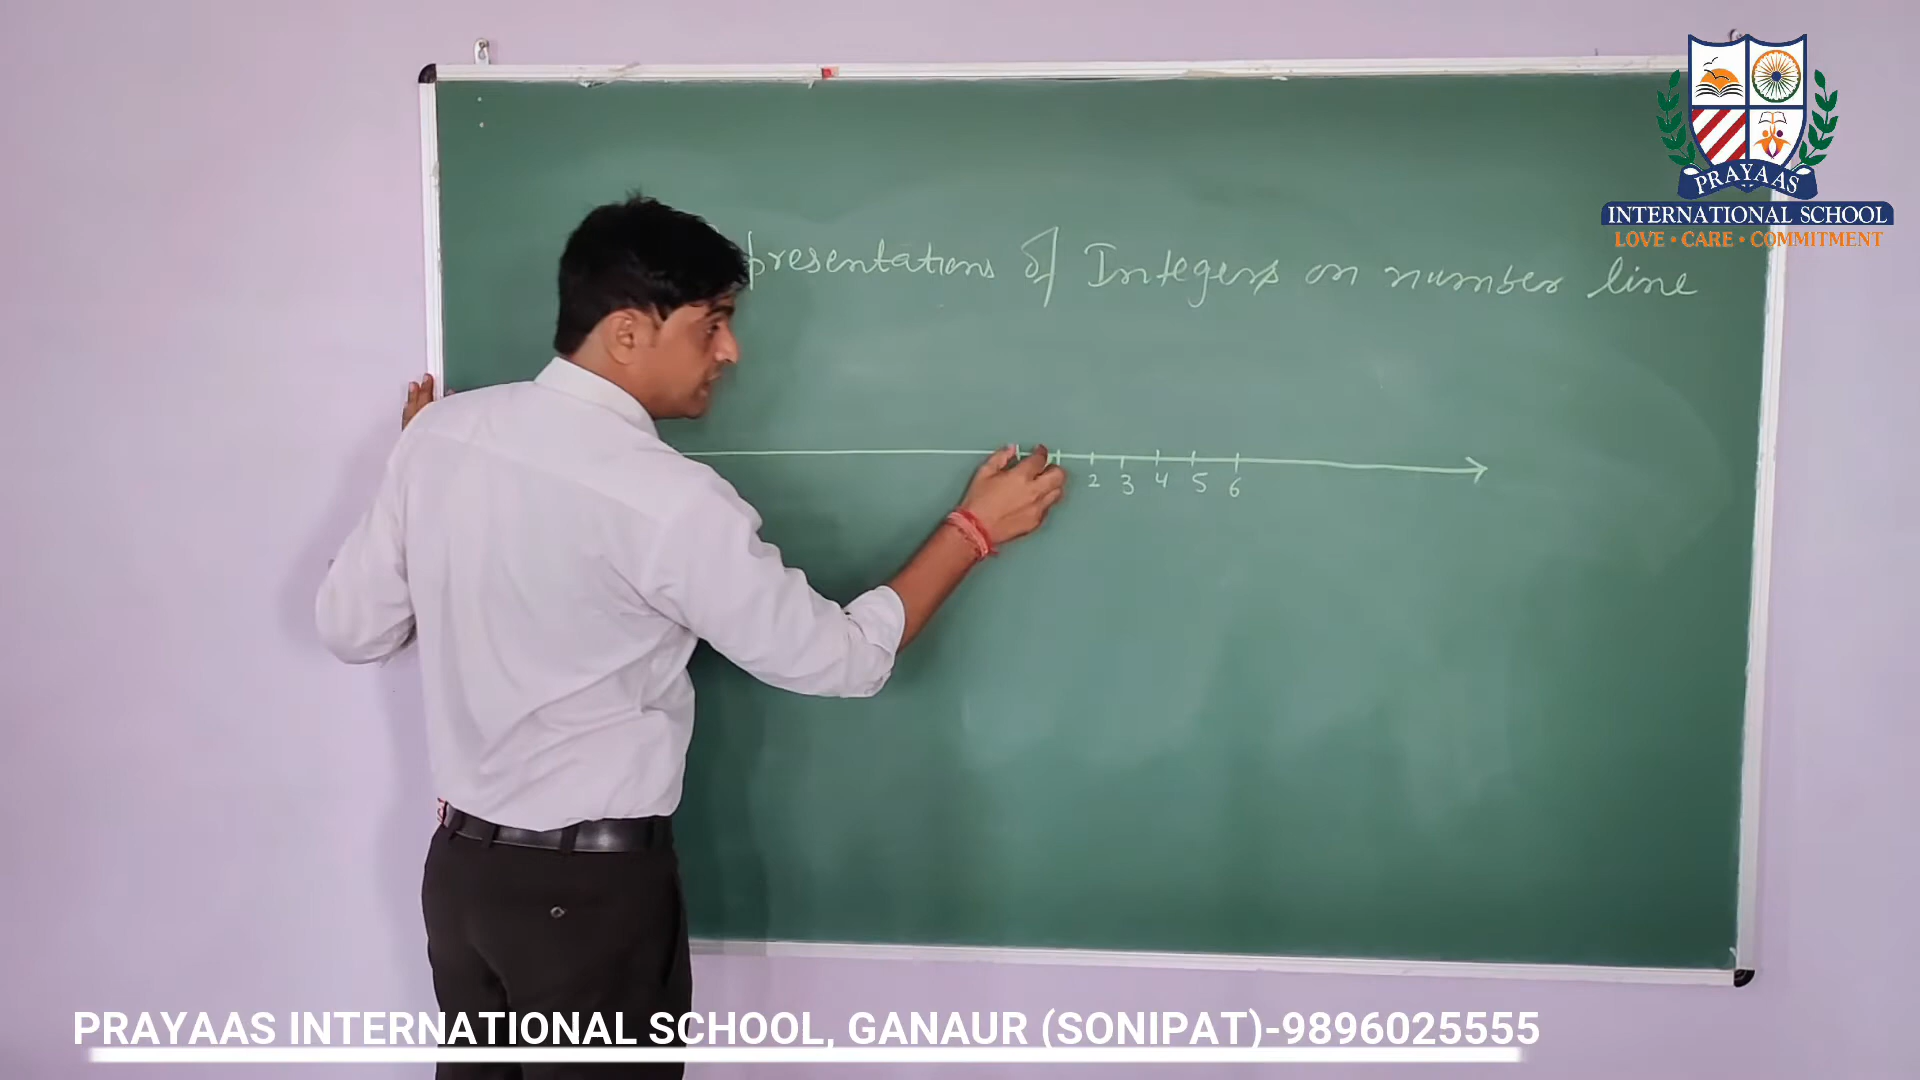 PRAYAAS
INTERNATIONAL SCHOOL
LOVE • CARE • COMMITMENT
presentations of Integers on number line
2 3 4 5 6
PRAYAAS INTERNATIONAL SCHOOL, GANAUR (SONIPAT)-9896025555